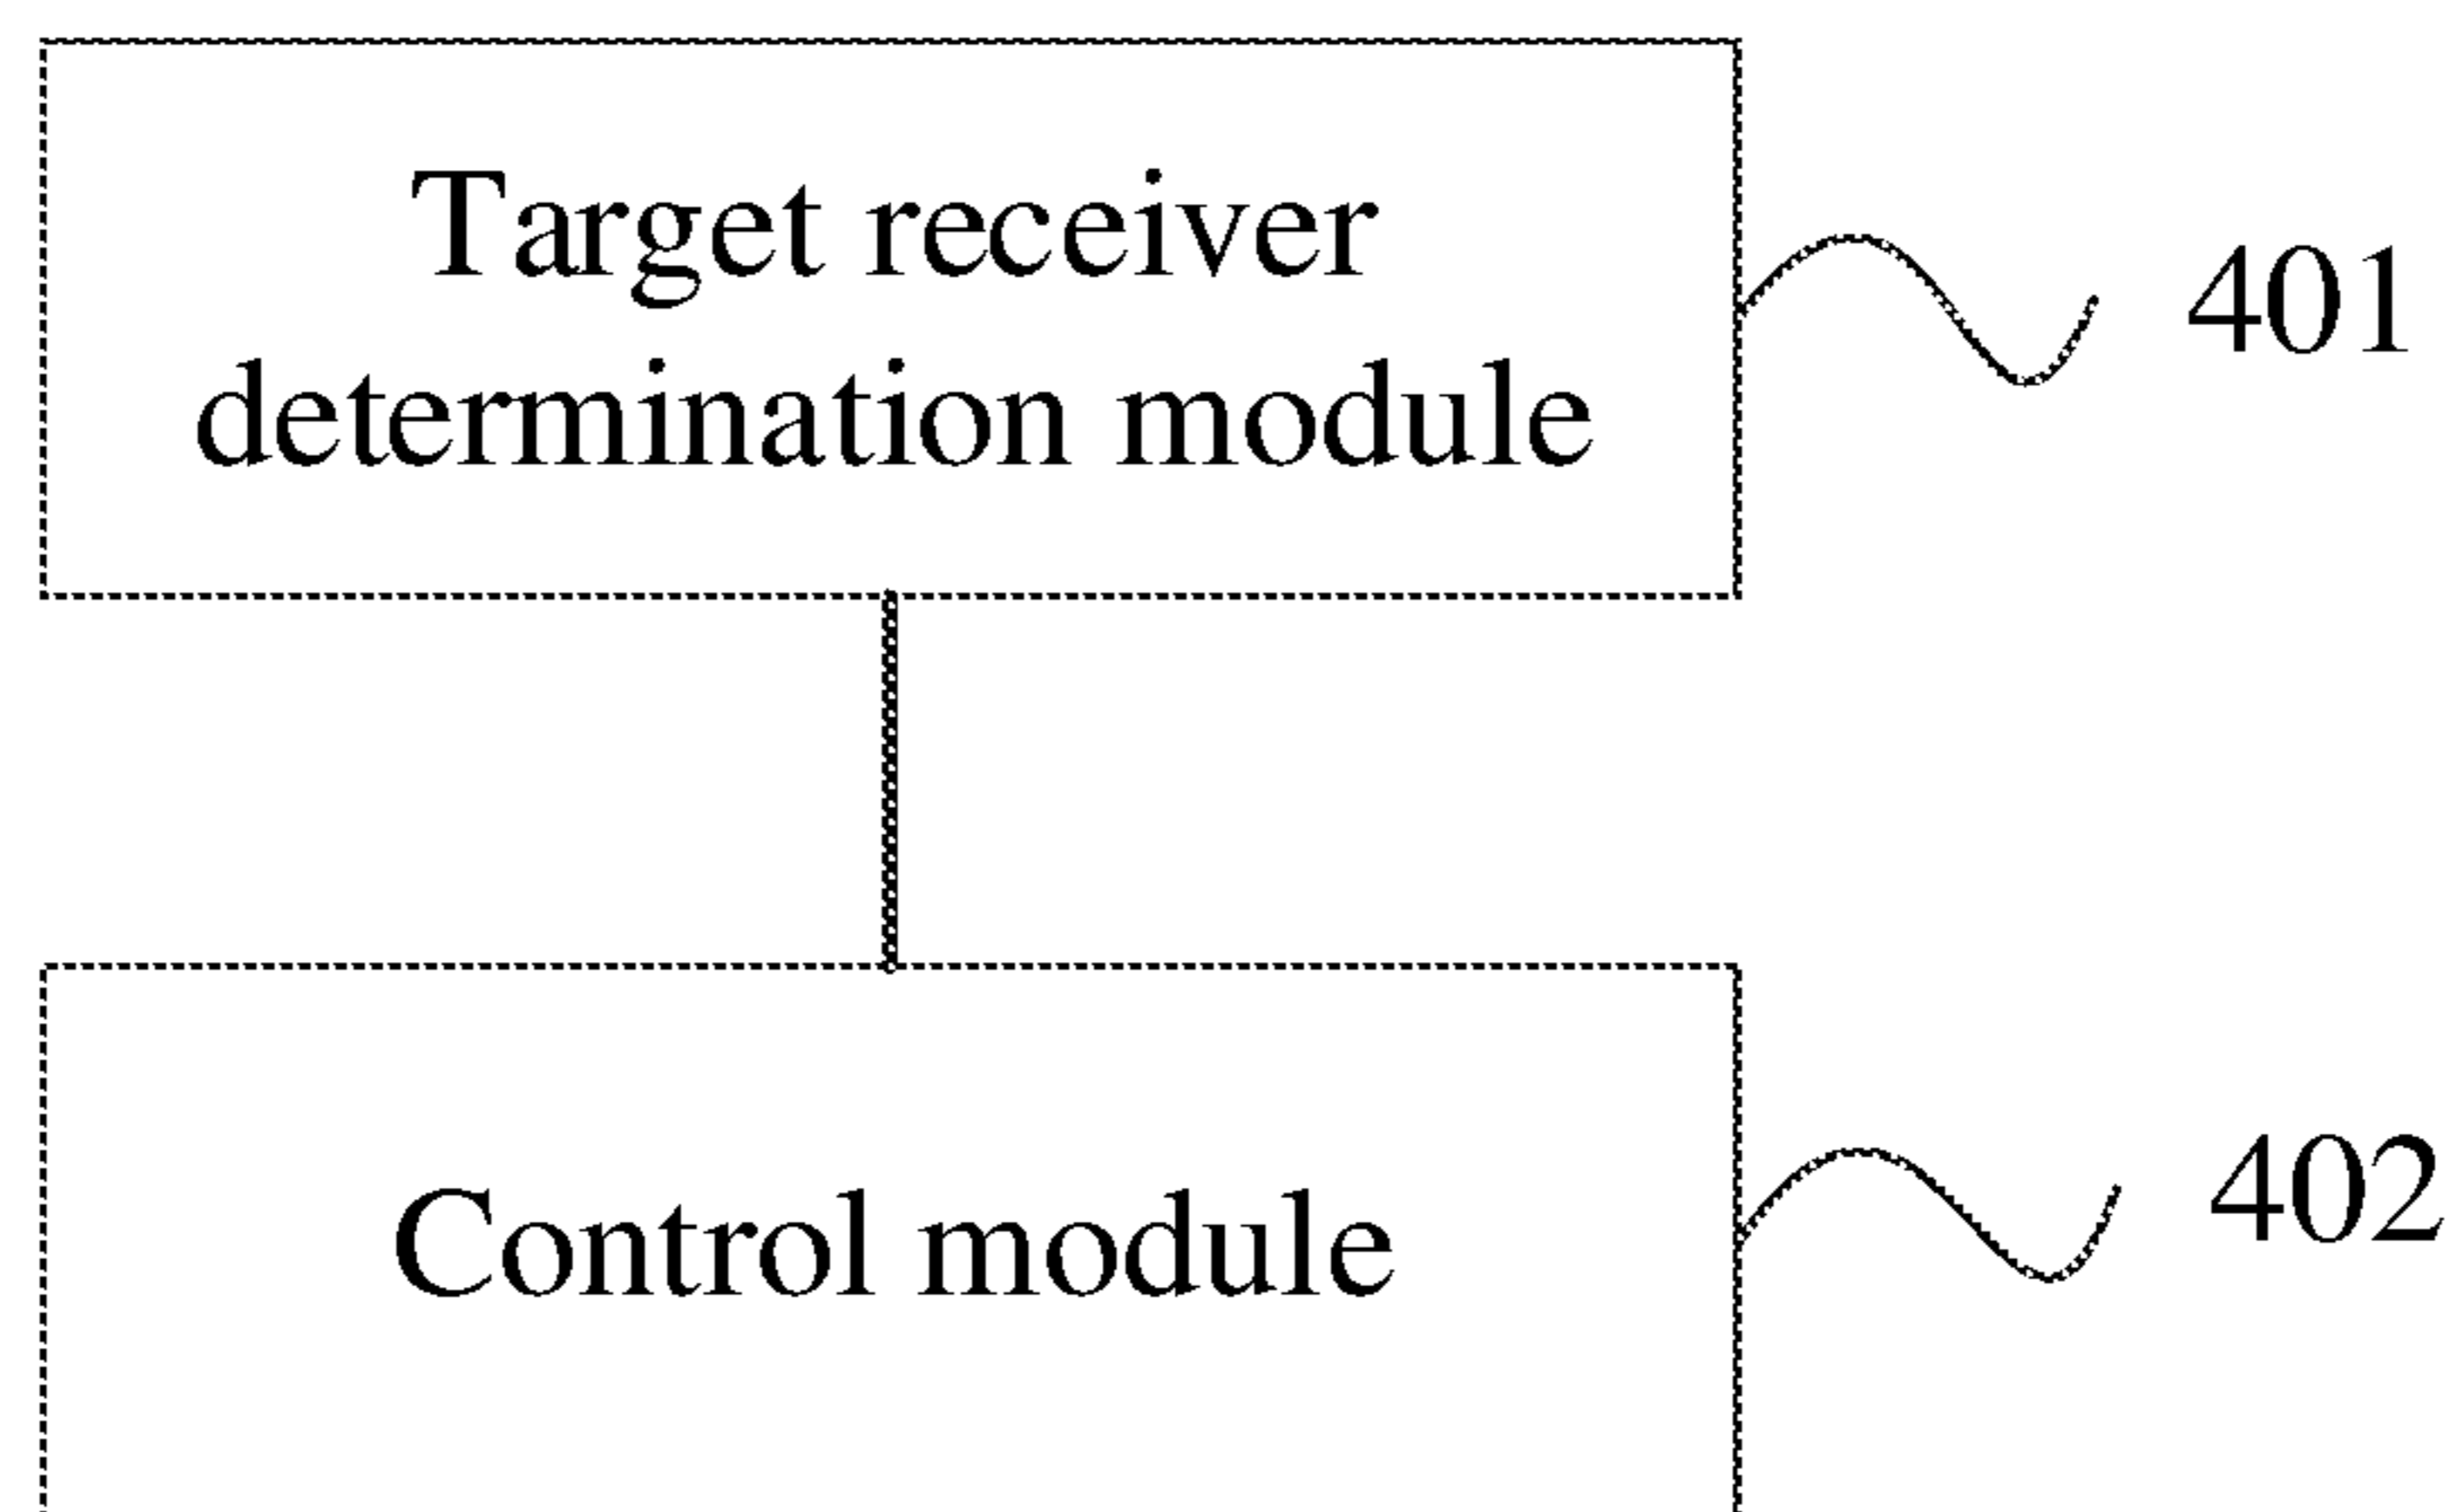 Target receiver
determination module
401
Control module
402